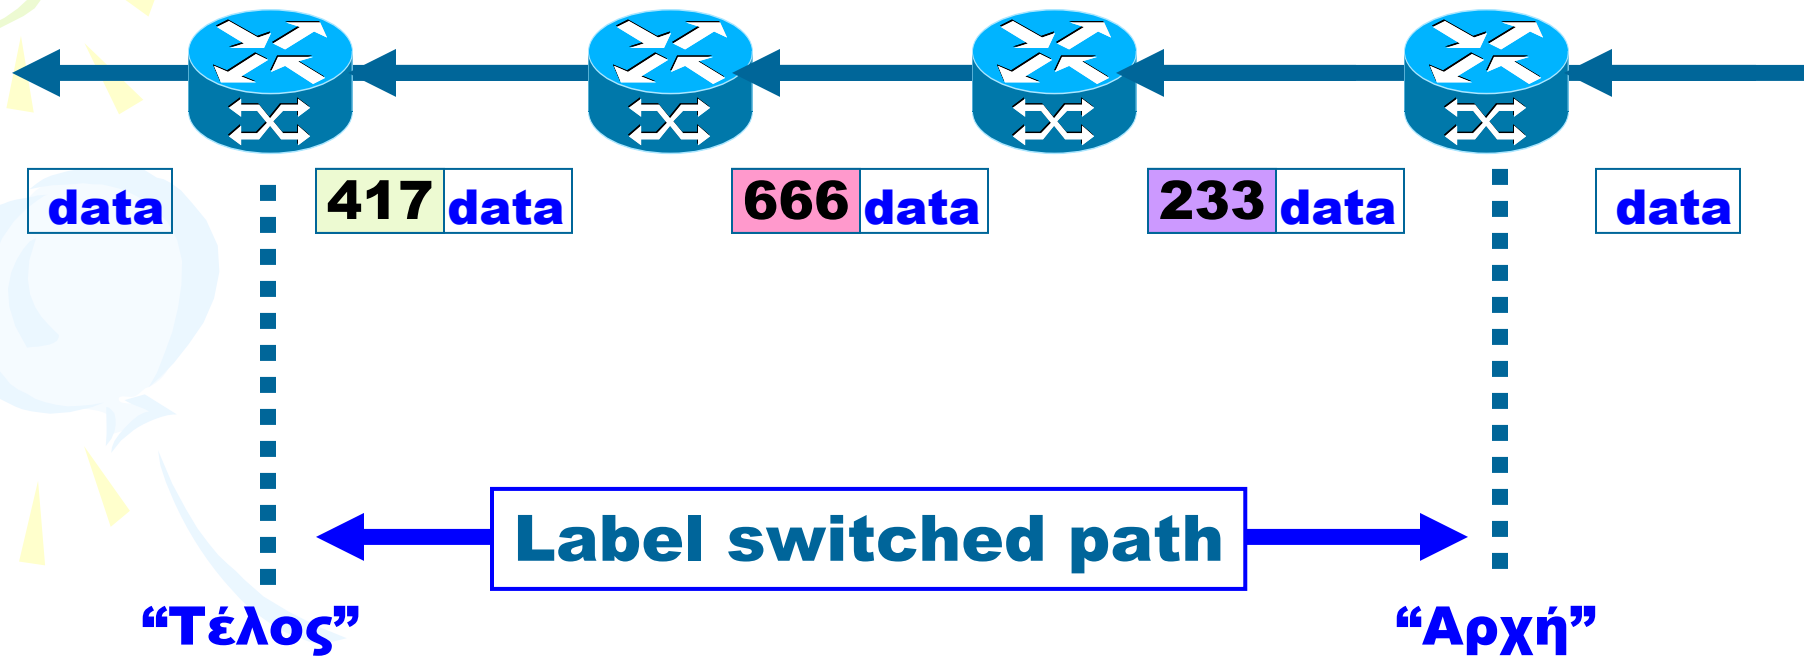 data 417 data 666 data 233 data data
Label switched path
“Τέλος” “Αρχή”